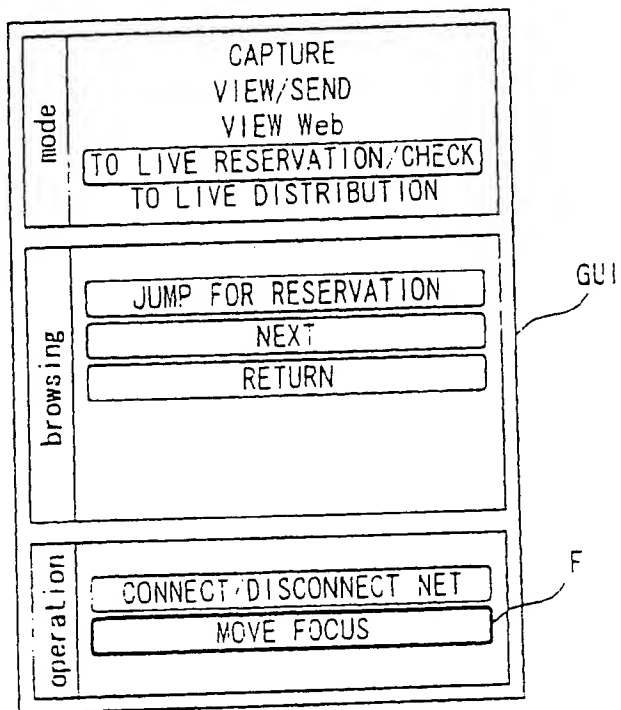 mode
CAPTURE
VIEW/SEND
VIEW Web
TO LIVE RESERVATION/CHECK
TO LIVE DISTRIBUTION
browsing
JUMP FOR RESERVATION
NEXT
RETURN
GUI
operation
CONNECT/DISCONNECT NET
MOVE FOCUS
F